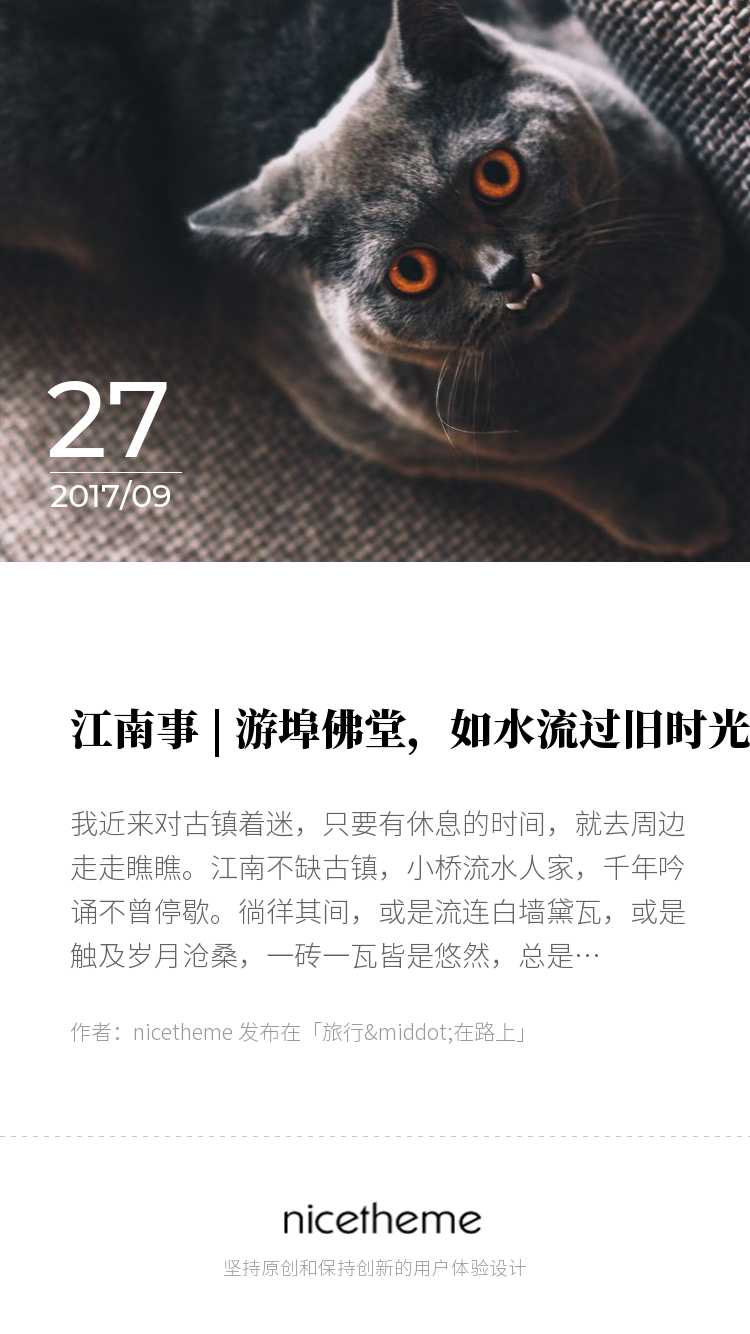 27
2017/09
江南事 | 游埠佛堂，如水流过旧时光
我近来对古镇着迷，只要有休息的时间，就去周边
走走瞧瞧。江南不缺古镇，小桥流水人家，千年吟
诵不曾停歇。徜徉其间，或是流连白墙黛瓦，或是
触及岁月沧桑，一砖一瓦皆是悠然，总是…
作者：nicetheme 发布在「旅行&middot;在路上」
nicetheme
坚持原创和保持创新的用户体验设计